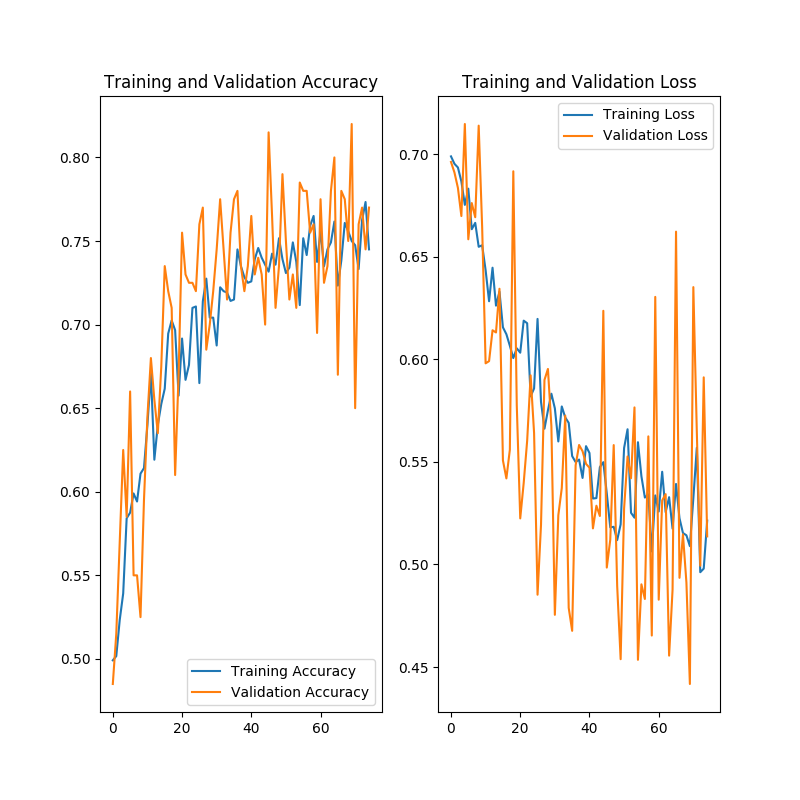 Training and Validation Accuracy
0.80
0.75
0.70
0.65
0.60
0.55
0.50
0 20 40 60
Training Accuracy
Validation Accuracy
Training and Validation Loss
Training Loss
Validation Loss
0.70
0.65
0.60
0.55
0.50
0.45
0 20 40 60